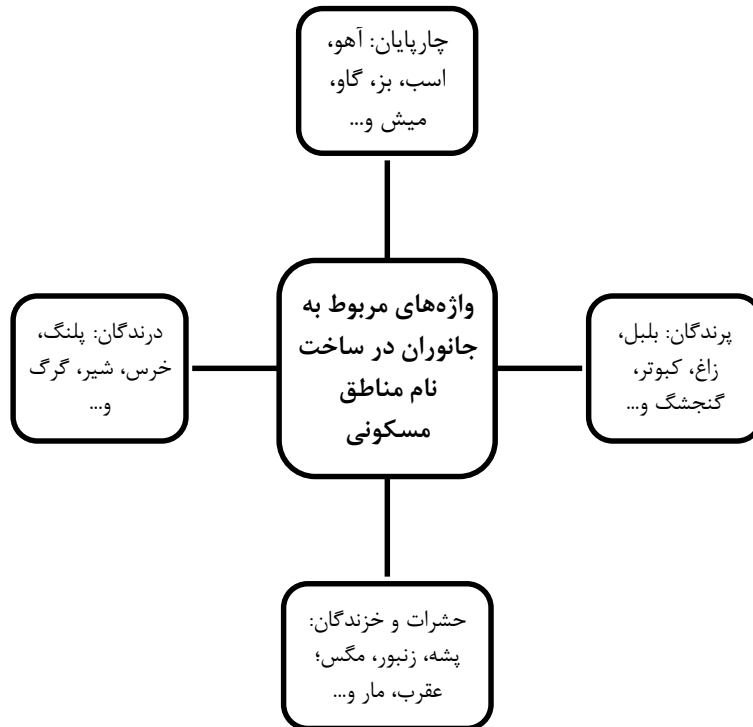 چارپایان: آهو،
اسب، بز، گاو،
میش و...
واژه‌های مربوط به
جانوران در ساخت
نام مناطق
مسکونی
پرندگان: بلبل،
زاغ، کبوتر،
گنجشگ و...
درندگان: پلنگ،
خرس، شیر، گرگ
و...
حشرات و خزندگان:
پشه، زنبور، مگس؛
عقرب، مار و...